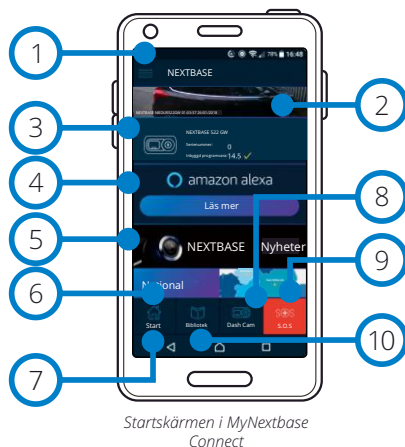 1
78% 16:48
NEXTBASE
2
3
NEXTBASE 522 GW
Serienummer: 0
Inbyggd programvara: 14.5
4
amazon alexa
Läs mer
8
5
NEXTBASE Nyheter
9
6
National
Start Bibliotek Dash Cam S.O.S
7
10
Startskärmen i MyNextbase
Connect